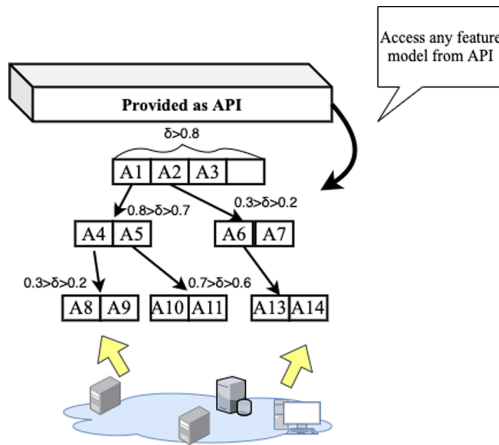 Access any feature
model from API
Provided as API
δ>0.8
A1 A2 A3
0.8>δ>0.7
0.3>δ>0.2
A4 A5
A6 A7
0.3>δ>0.2
0.7>δ>0.6
A8 A9
A10 A11
A13 A14